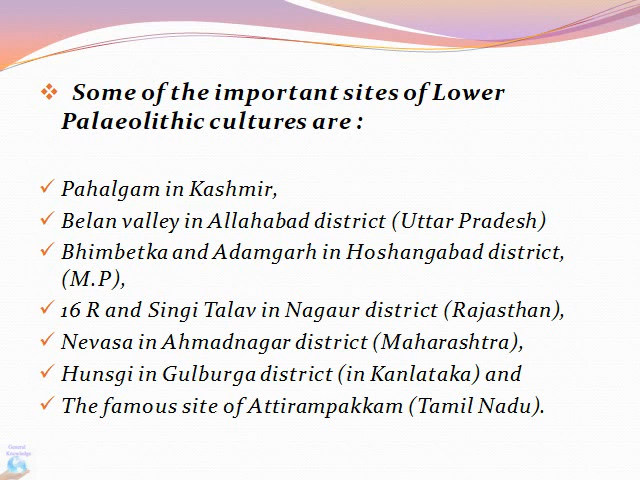 Some of the important sites of Lower
Palaeolithic cultures are :
Pahalgam in Kashmir,
Belan valley in Allahabad district (Uttar Pradesh)
Bhimbetka and Adamgarh in Hoshangabad district,
(M.P),
16 R and Singi Talav in Nagaur district (Rajasthan),
Nevasa in Ahmadnagar district (Maharashtra),
Hunsgi in Gulburga district (in Kanlataka) and
The famous site of Attirampakkam (Tamil Nadu).
General
Knowledge